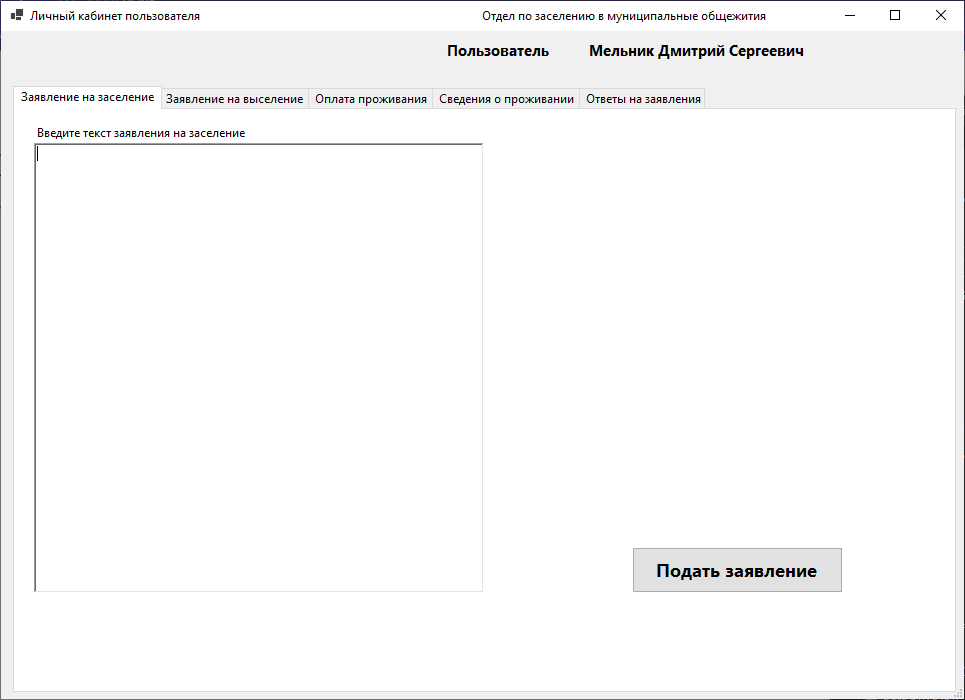 Личный кабинет пользователя Отдел по заселению в муниципальные общежития
Пользователь Мельник Дмитрий Сергеевич
Заявление на заселение Заявление на выселение Оплата проживания Сведения о проживании Ответы на заявления
Введите текст заявления на заселение
Подать заявление